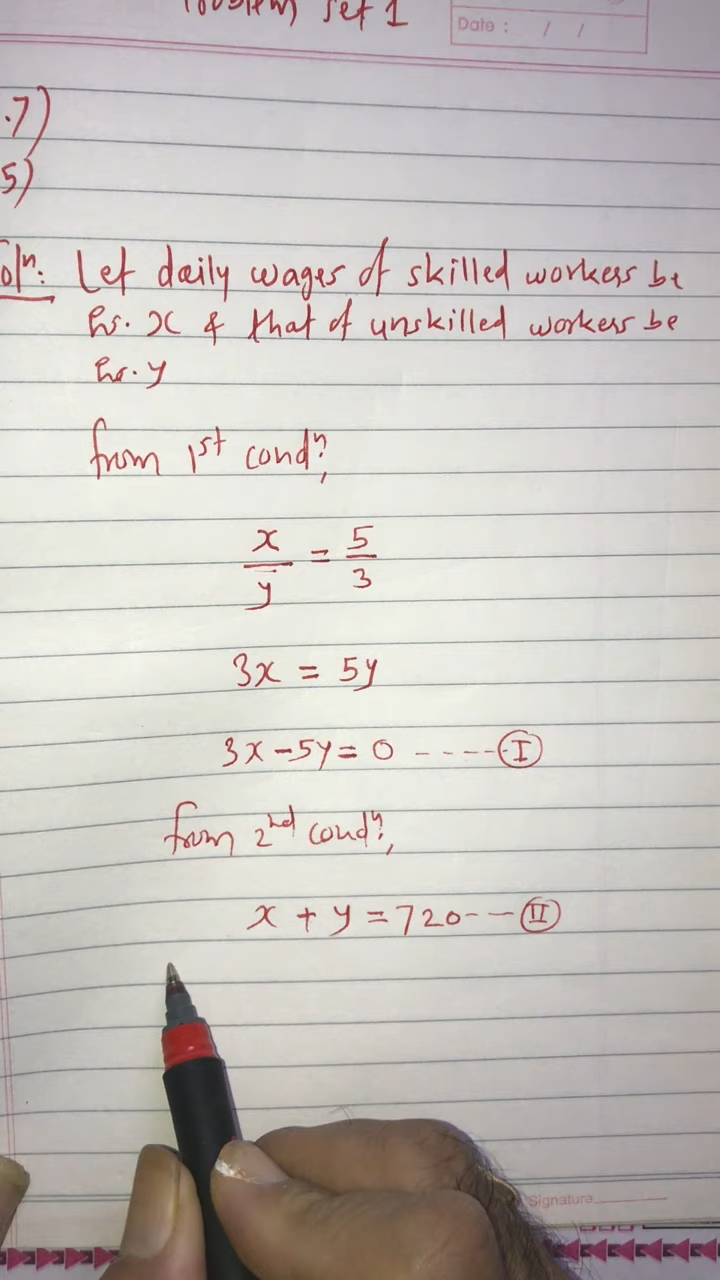 Problem set 1
Date : / /
.7)
5)
Solⁿ: Let daily wages of skilled workers be
Rs. x & that of unskilled workers be
Rs. y
from 1st condⁿ,
x/y = 5/3
3x = 5y
3x - 5y = 0 ---- I
from 2nd condⁿ,
x + y = 720 -- II
Signature